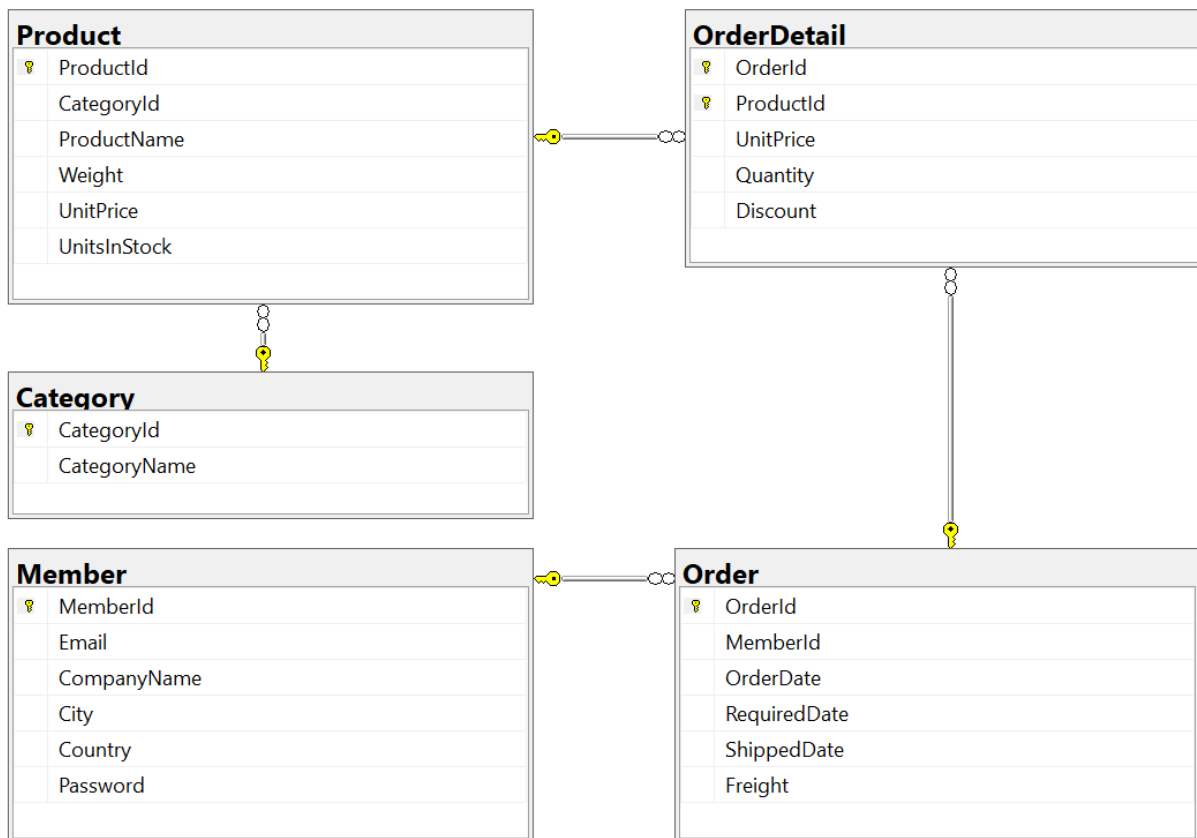 Product
ProductId
CategoryId
ProductName
Weight
UnitPrice
UnitsInStock
OrderDetail
OrderId
ProductId
UnitPrice
Quantity
Discount
Category
CategoryId
CategoryName
Member
MemberId
Email
CompanyName
City
Country
Password
Order
OrderId
MemberId
OrderDate
RequiredDate
ShippedDate
Freight